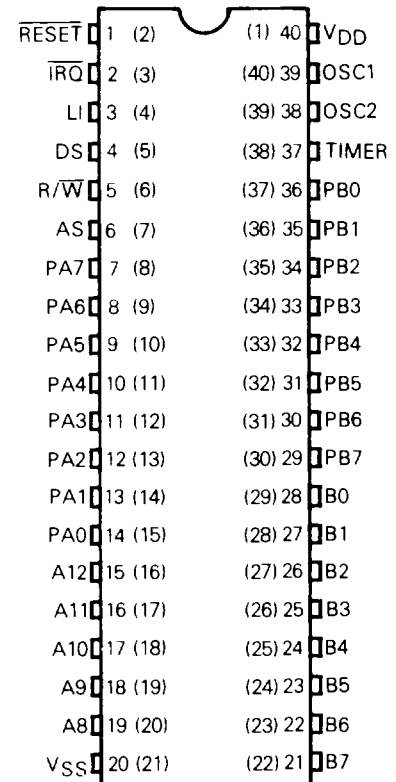 RESET 1 (2) (1) 40 VDD
IRQ 2 (3) (40) 39 OSC1
LI 3 (4) (39) 38 OSC2
DS 4 (5) (38) 37 TIMER
R/W 5 (6) (37) 36 PB0
AS 6 (7) (36) 35 PB1
PA7 7 (8) (35) 34 PB2
PA6 8 (9) (34) 33 PB3
PA5 9 (10) (33) 32 PB4
PA4 10 (11) (32) 31 PB5
PA3 11 (12) (31) 30 PB6
PA2 12 (13) (30) 29 PB7
PA1 13 (14) (29) 28 B0
PA0 14 (15) (28) 27 B1
A12 15 (16) (27) 26 B2
A11 16 (17) (26) 25 B3
A10 17 (18) (25) 24 B4
A9 18 (19) (24) 23 B5
A8 19 (20) (23) 22 B6
VSS 20 (21) (22) 21 B7